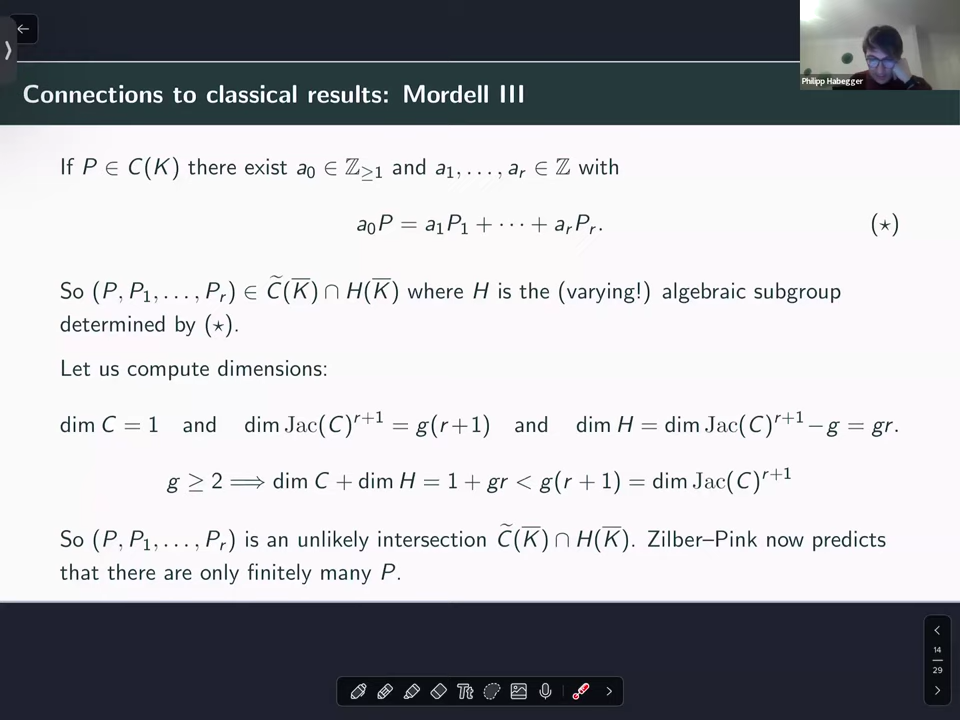 Philipp Habegger
Connections to classical results: Mordell III
If P ∈ C(K) there exist a₀ ∈ ℤ≥₁ and a₁, . . . , aᵣ ∈ ℤ with
a₀P = a₁P₁ + ⋯ + aᵣPᵣ. (⋆)
So (P, P₁, . . . , Pᵣ) ∈ C̃(K̅) ∩ H(K̅) where H is the (varying!) algebraic subgroup
determined by (⋆).
Let us compute dimensions:
dim C = 1 and dim Jac(C)ʳ⁺¹ = g(r+1) and dim H = dim Jac(C)ʳ⁺¹−g = gr.
g ≥ 2 ⟹ dim C + dim H = 1 + gr < g(r + 1) = dim Jac(C)ʳ⁺¹
So (P, P₁, . . . , Pᵣ) is an unlikely intersection C̃(K̅) ∩ H(K̅). Zilber–Pink now predicts
that there are only finitely many P.
14
29
Tt